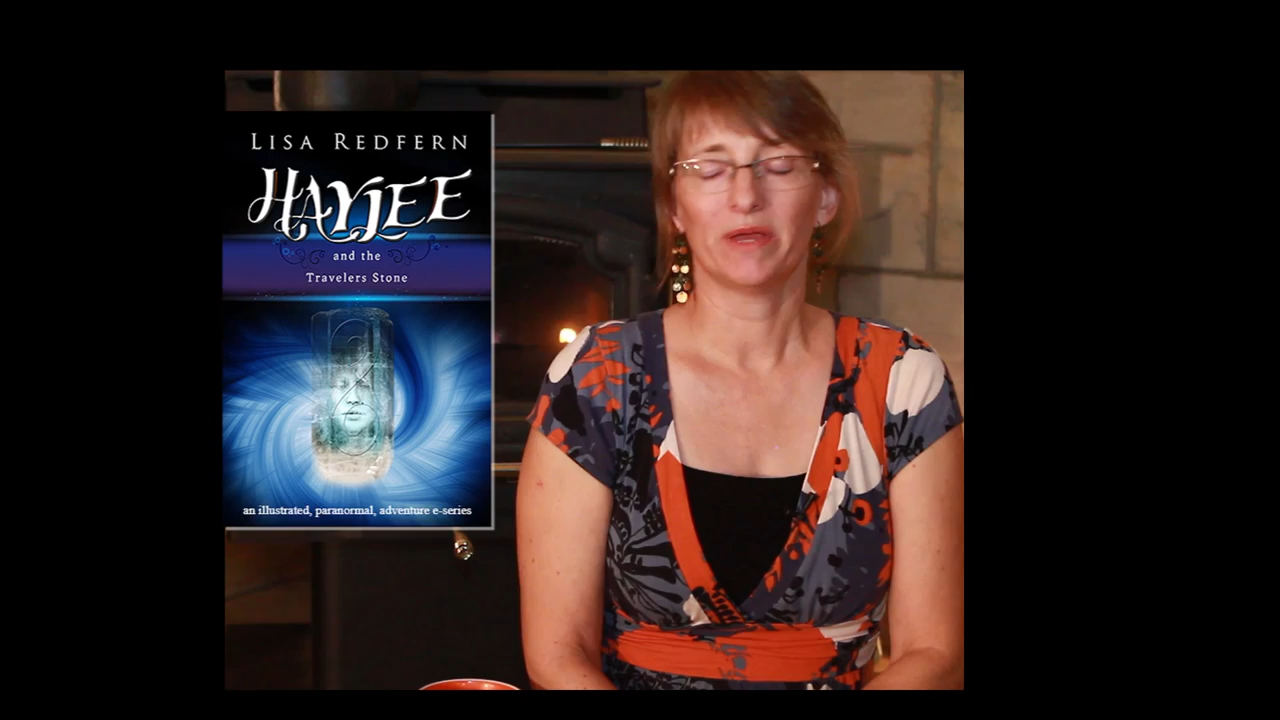 LISA REDFERN
HAYLEE
and the
Travelers Stone
an illustrated, paranormal, adventure e-series